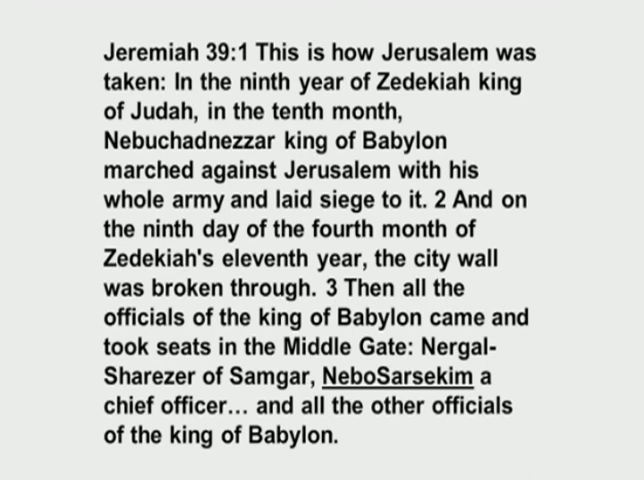 Jeremiah 39:1 This is how Jerusalem was
taken: In the ninth year of Zedekiah king
of Judah, in the tenth month,
Nebuchadnezzar king of Babylon
marched against Jerusalem with his
whole army and laid siege to it. 2 And on
the ninth day of the fourth month of
Zedekiah's eleventh year, the city wall
was broken through. 3 Then all the
officials of the king of Babylon came and
took seats in the Middle Gate: Nergal-
Sharezer of Samgar, NeboSarsekim a
chief officer... and all the other officials
of the king of Babylon.